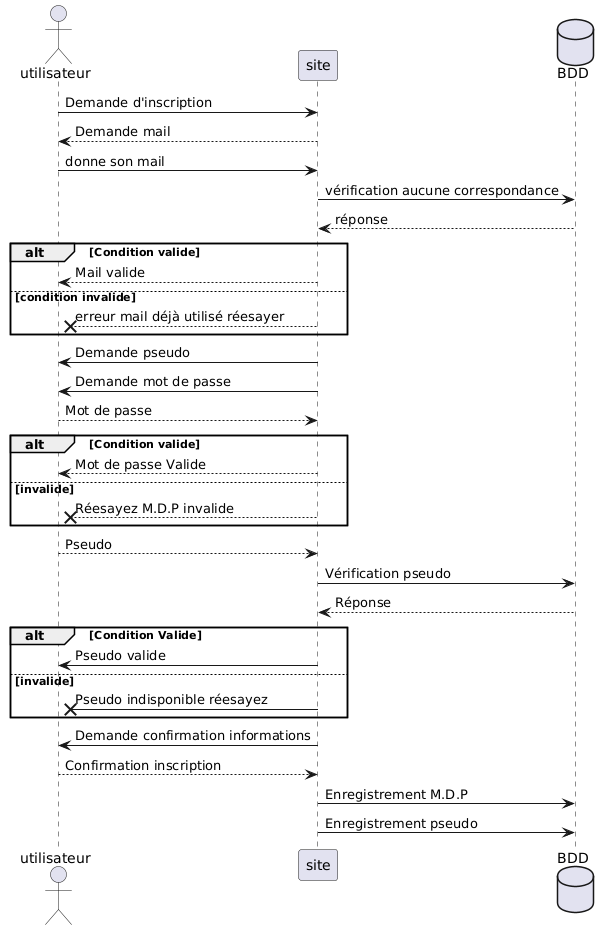 utilisateur
site
BDD
Demande d'inscription
Demande mail
donne son mail
vérification aucune correspondance
réponse
alt [Condition valide]
Mail valide
[condition invalide]
erreur mail déjà utilisé réesayer
Demande pseudo
Demande mot de passe
Mot de passe
alt [Condition valide]
Mot de passe Valide
[invalide]
Réesayez M.D.P invalide
Pseudo
Vérification pseudo
Réponse
alt [Condition Valide]
Pseudo valide
[invalide]
Pseudo indisponible réesayez
Demande confirmation informations
Confirmation inscription
Enregistrement M.D.P
Enregistrement pseudo
utilisateur
site
BDD